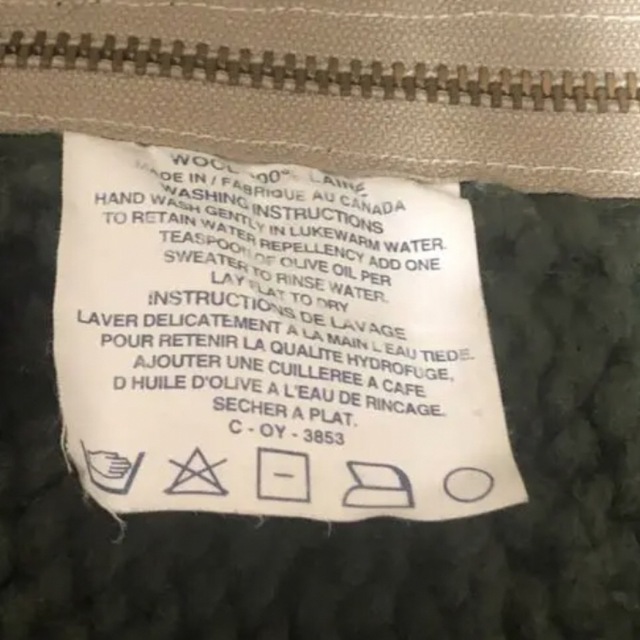 WOOL 100% LAINE
MADE IN / FABRIQUE AU CANADA
WASHING INSTRUCTIONS
HAND WASH GENTLY IN LUKEWARM WATER.
TO RETAIN WATER REPELLENCY ADD ONE
TEASPOON OF OLIVE OIL PER
SWEATER TO RINSE WATER.
LAY FLAT TO DRY
INSTRUCTIONS DE LAVAGE
LAVER DELICATEMENT A LA MAIN L'EAU TIEDE.
POUR RETENIR LA QUALITE HYDROFUGE,
AJOUTER UNE CUILLEREE A CAFE
D HUILE D'OLIVE A L'EAU DE RINCAGE.
SECHER A PLAT.
C - OY - 3853